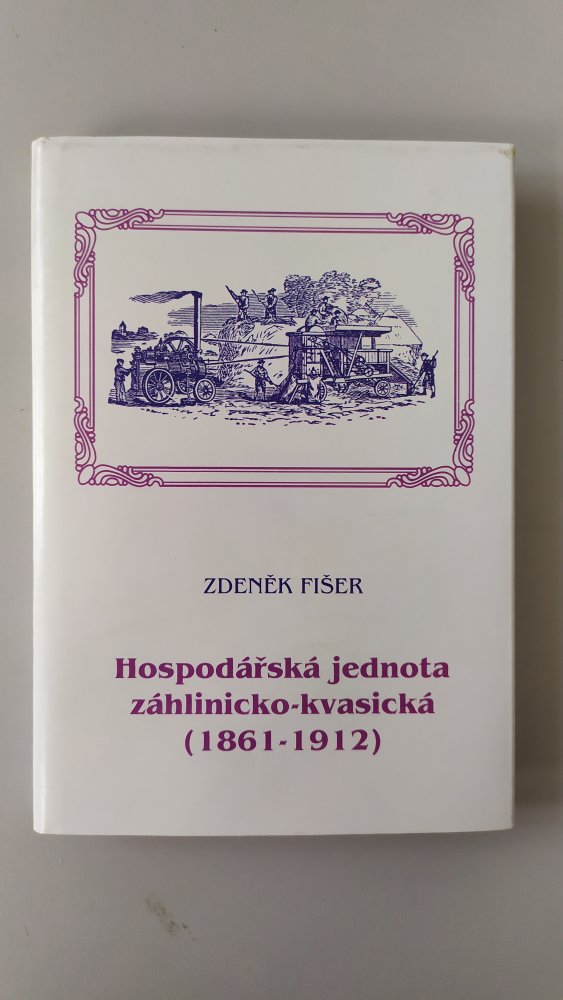 ZDENĚK FIŠER
Hospodářská jednota
záhlinicko-kvasická
(1861-1912)